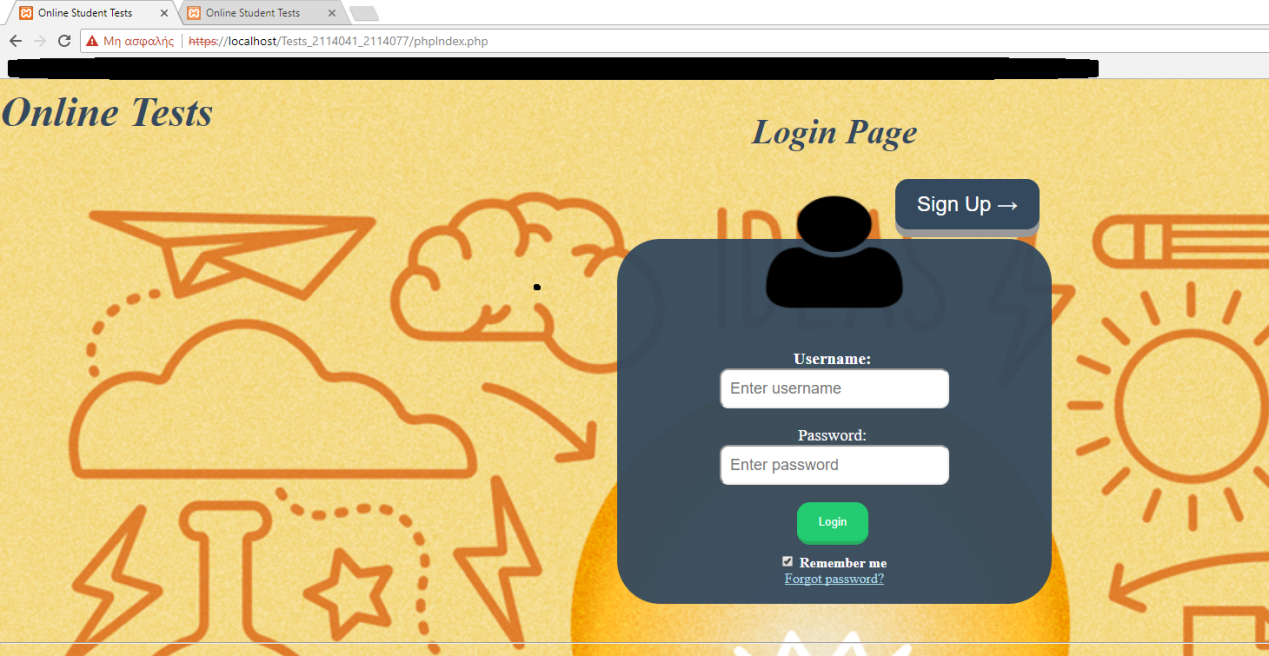 Online Student Tests
Online Student Tests
Μη ασφαλής | https://localhost/Tests_2114041_2114077/phpIndex.php
Online Tests
Login Page
Sign Up →
IDEAS
Username:
Enter username
Password:
Enter password
Login
Remember me
Forgot password?